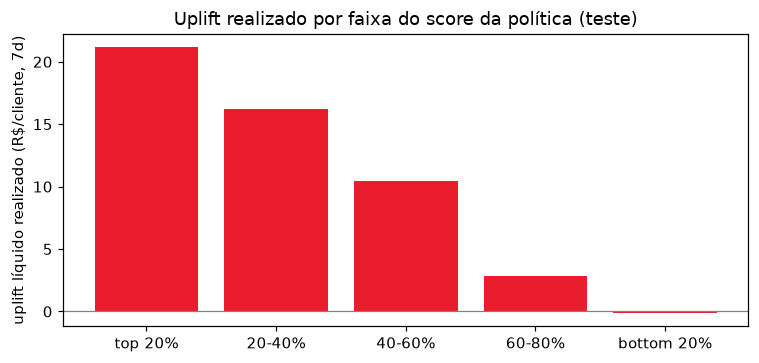 Uplift realizado por faixa do score da política (teste)
uplift líquido realizado (R$/cliente, 7d)
20
15
10
5
0
top 20%
20-40%
40-60%
60-80%
bottom 20%